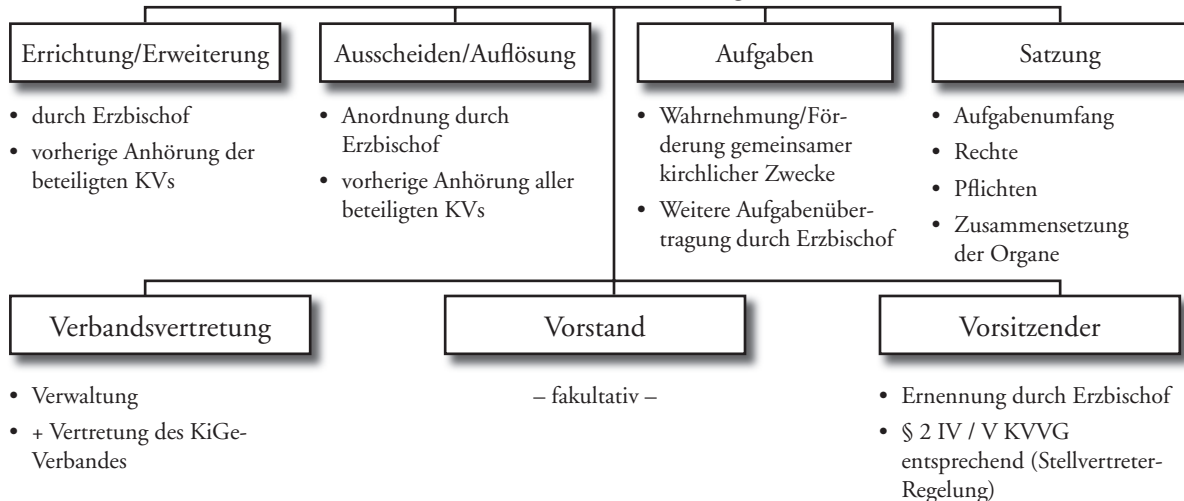 Errichtung/Erweiterung
• durch Erzbischof
• vorherige Anhörung der
beteiligten KVs
Ausscheiden/Auflösung
• Anordnung durch
Erzbischof
• vorherige Anhörung aller
beteiligten KVs
Aufgaben
• Wahrnehmung/För-
derung gemeinsamer
kirchlicher Zwecke
• Weitere Aufgabenüber-
tragung durch Erzbischof
Satzung
• Aufgabenumfang
• Rechte
• Pflichten
• Zusammensetzung
der Organe
Verbandsvertretung
• Verwaltung
• + Vertretung des KiGe-
Verbandes
Vorstand
– fakultativ –
Vorsitzender
• Ernennung durch Erzbischof
• § 2 IV / V KVVG
entsprechend (Stellvertreter-
Regelung)